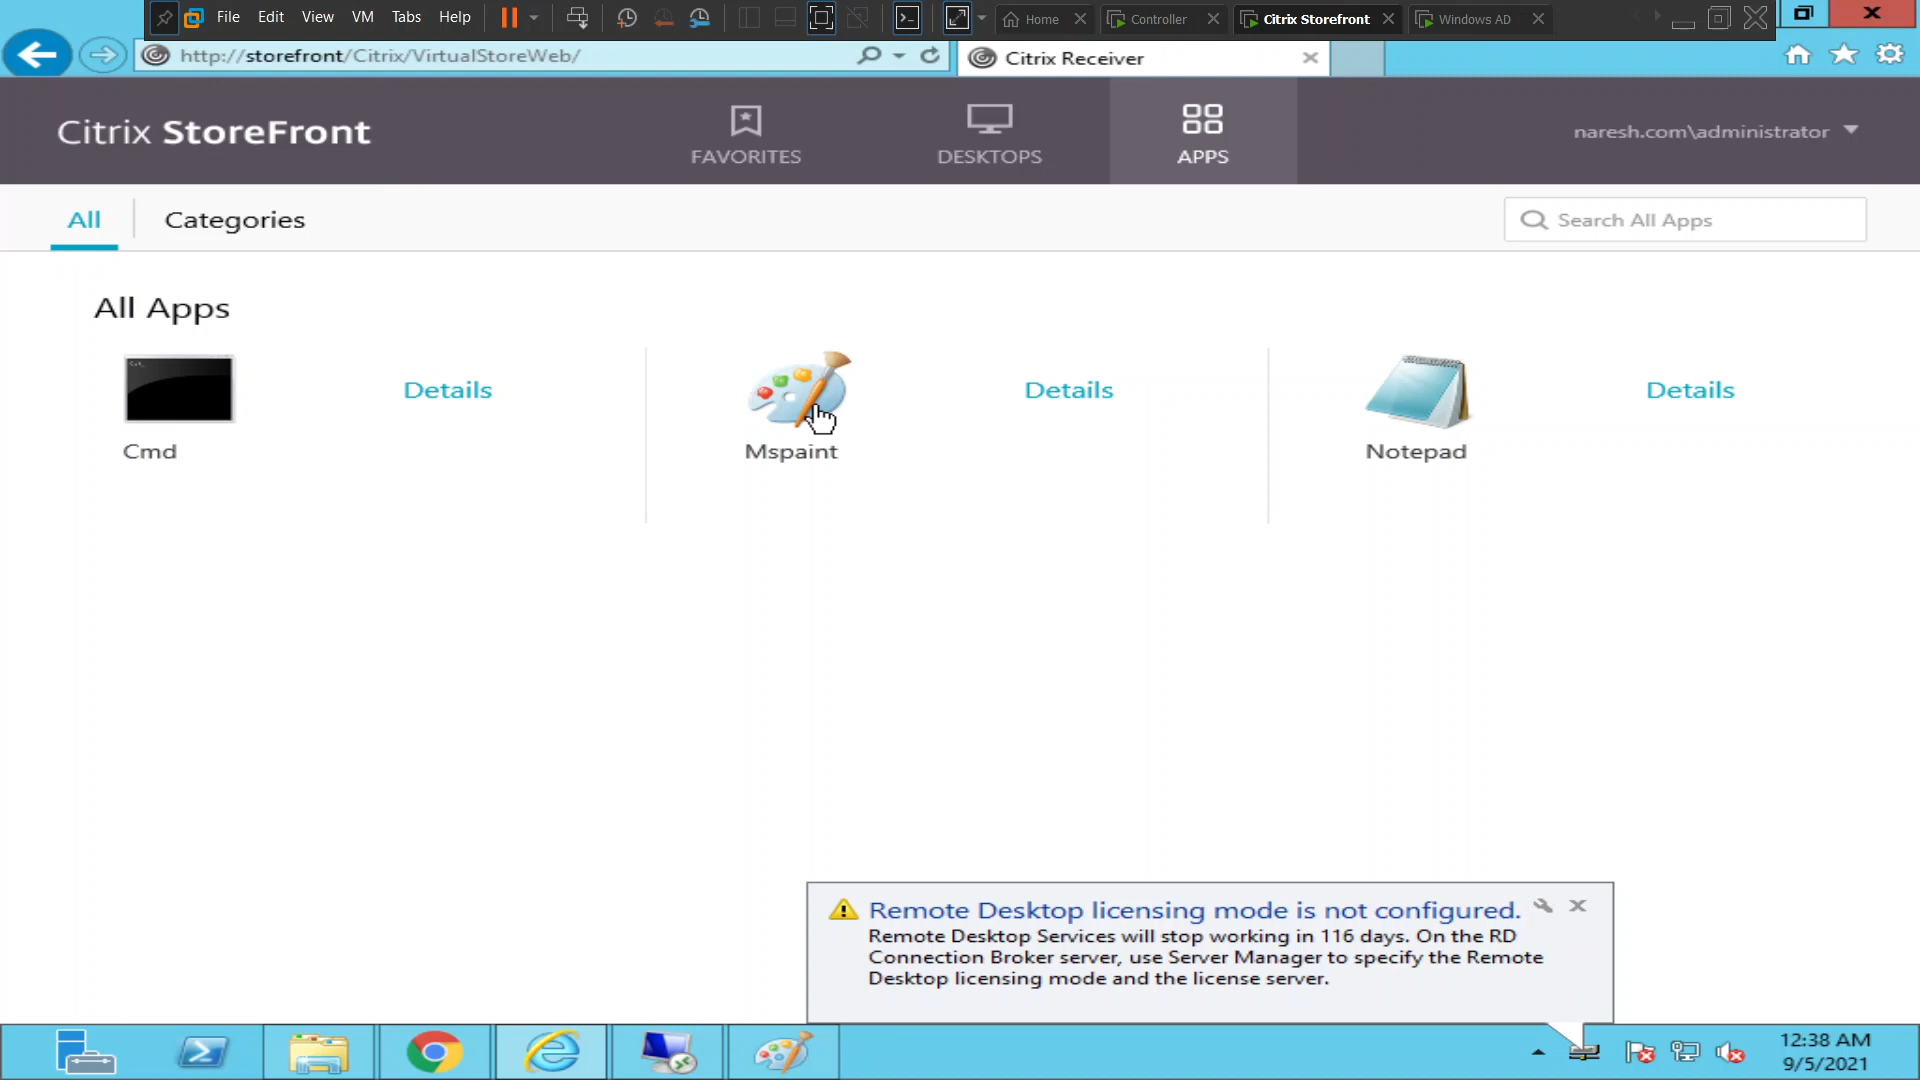 File Edit View VM Tabs Help
Home Controller Citrix Storefront Windows AD
http://storefront/Citrix/VirtualStoreWeb/
Citrix Receiver
Citrix StoreFront
FAVORITES
DESKTOPS
APPS
naresh.com\administrator
All
Categories
Search All Apps
All Apps
Details
Details
Details
Cmd
Mspaint
Notepad
Remote Desktop licensing mode is not configured.
Remote Desktop Services will stop working in 116 days. On the RD
Connection Broker server, use Server Manager to specify the Remote
Desktop licensing mode and the license server.
12:38 AM
9/5/2021